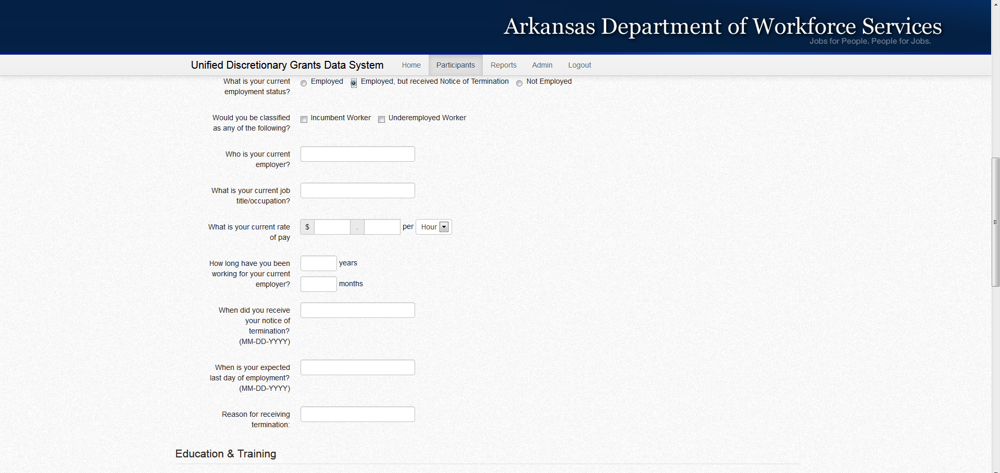 Arkansas Department of Workforce Services
Jobs for People. People for Jobs.
Unified Discretionary Grants Data System Home Participants Reports Admin Logout
What is your current
employment status?
Employed Employed, but received Notice of Termination Not Employed
Would you be classified
as any of the following?
Incumbent Worker Underemployed Worker
Who is your current
employer?
What is your current job
title/occupation?
What is your current rate
of pay
$ . per Hour
How long have you been
working for your current
employer?
years
months
When did you receive
your notice of
termination?
(MM-DD-YYYY)
When is your expected
last day of employment?
(MM-DD-YYYY)
Reason for receiving
termination:
Education & Training